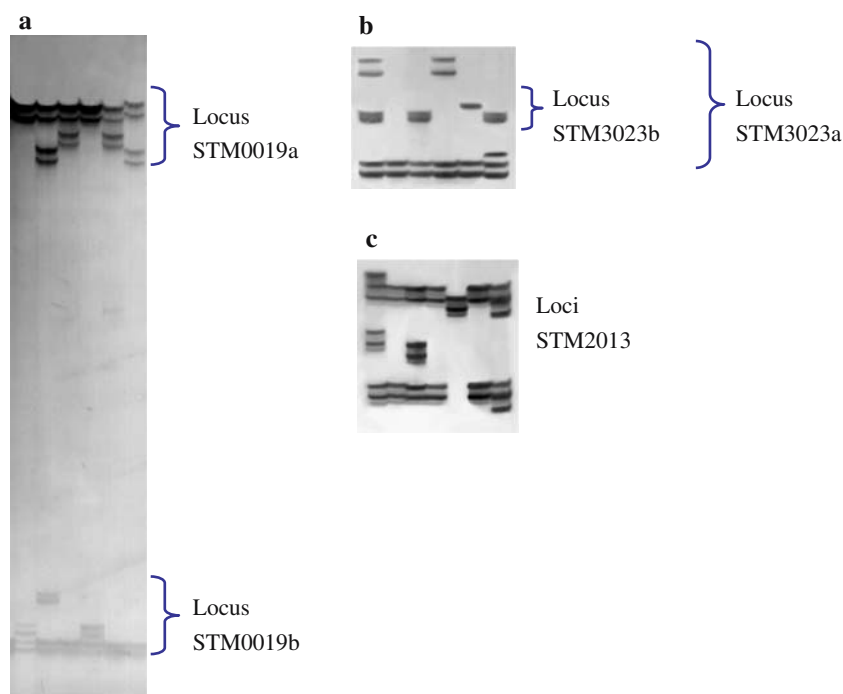 a
Locus
STM0019a
Locus
STM0019b
b
Locus
STM3023b
Locus
STM3023a
c
Loci
STM2013